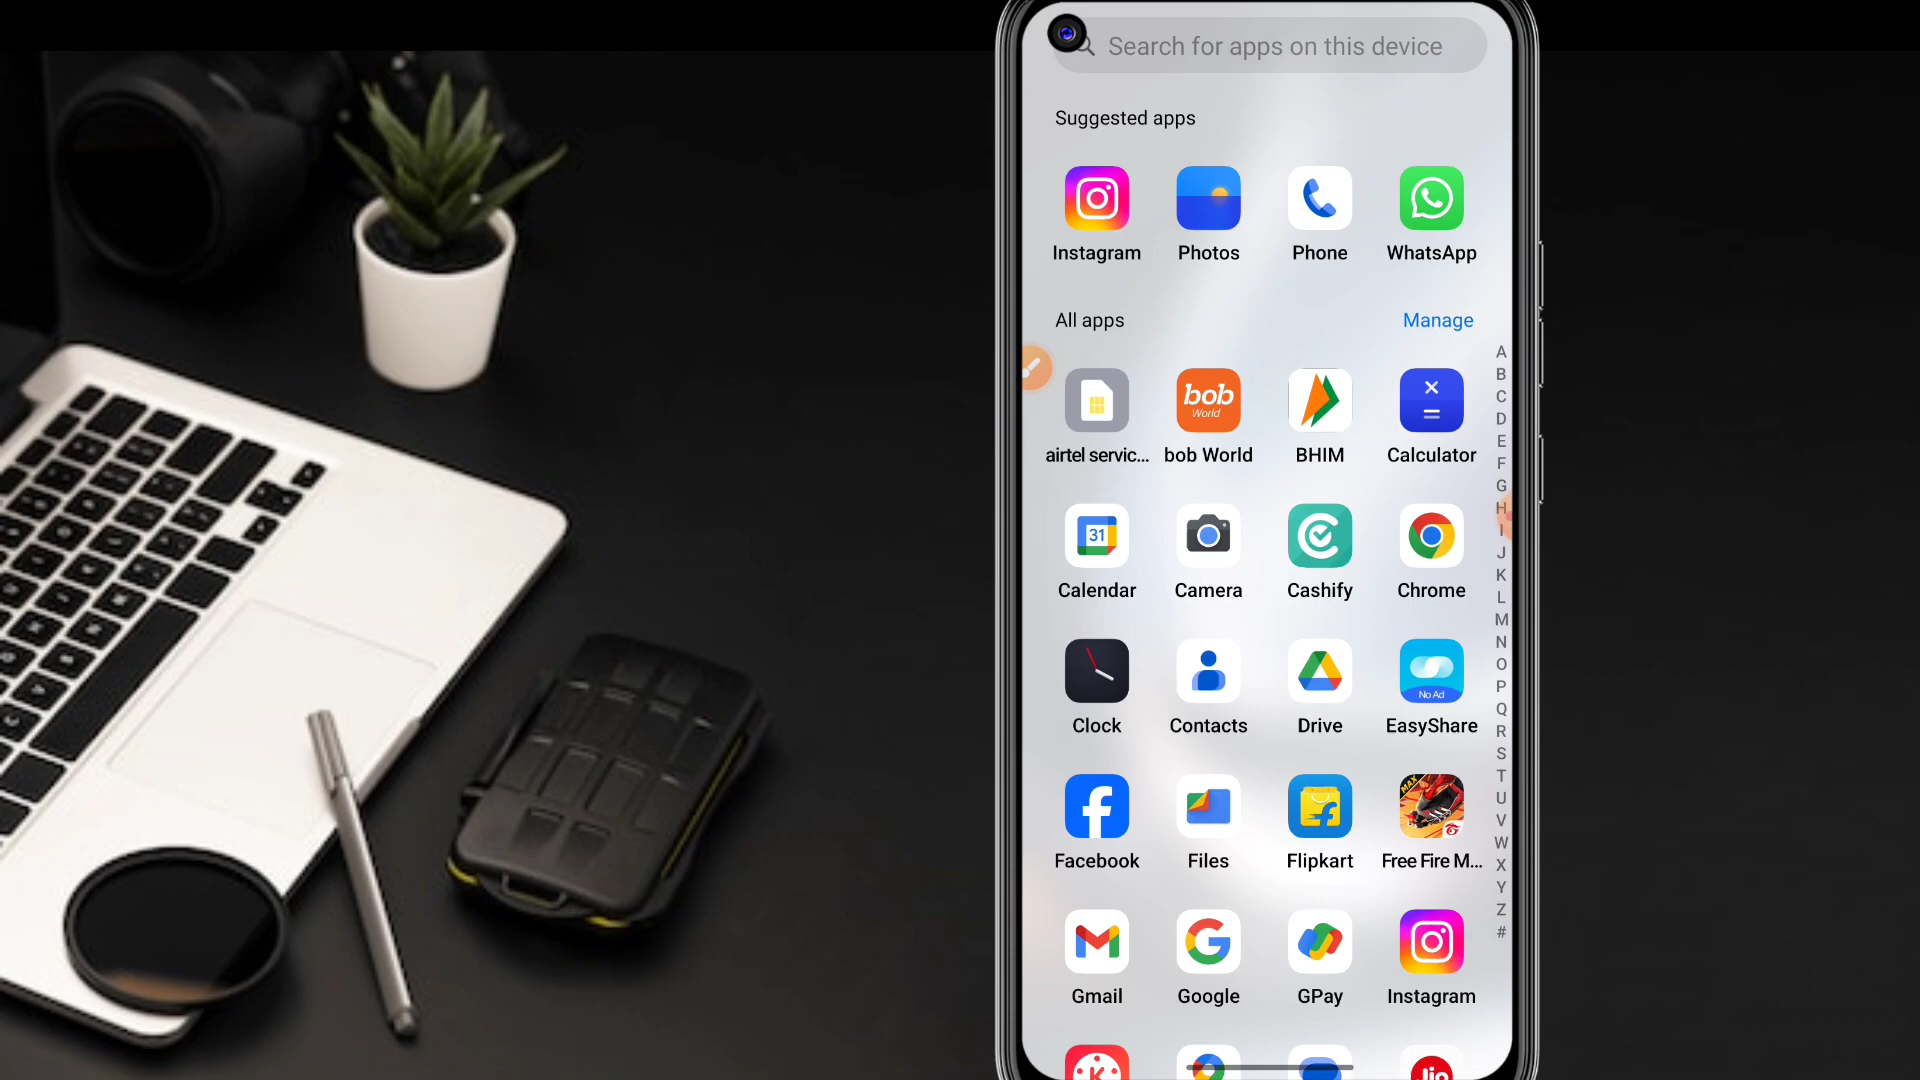 Search for apps on this device
Suggested apps
Instagram Photos Phone WhatsApp
All apps Manage
bob
World
airtel servic... bob World BHIM Calculator
31
Calendar Camera Cashify Chrome
No Ad
Clock Contacts Drive EasyShare
MAX
Facebook Files Flipkart Free Fire M...
Gmail Google GPay Instagram
K
Jio
A
B
C
D
E
F
G
H
I
J
K
L
M
N
O
P
Q
R
S
T
U
V
W
X
Y
Z
#